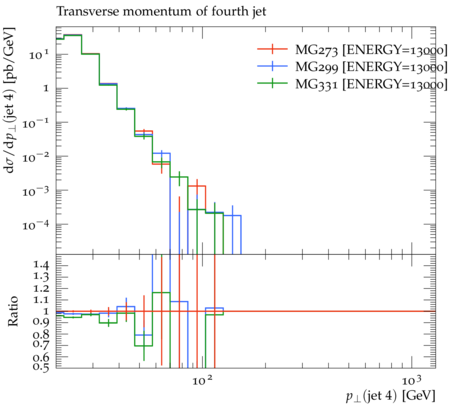 Transverse momentum of fourth jet
dσ/dp⊥(jet 4) [pb/GeV]
10¹
1
10⁻¹
10⁻²
10⁻³
10⁻⁴
MG273 [ENERGY=13000]
MG299 [ENERGY=13000]
MG331 [ENERGY=13000]
Ratio
1.4
1.3
1.2
1.1
1
0.9
0.8
0.7
0.6
0.5
10²
10³
p⊥(jet 4) [GeV]